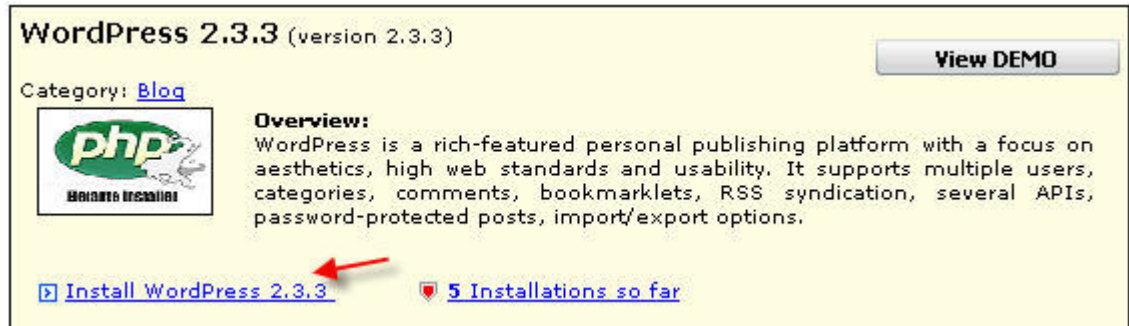 WordPress 2.3.3 (version 2.3.3)
View DEMO
Category: Blog
php
Overview:
WordPress is a rich-featured personal publishing platform with a focus on
aesthetics, high web standards and usability. It supports multiple users,
categories, comments, bookmarklets, RSS syndication, several APIs,
password-protected posts, import/export options.
Install WordPress 2.3.3
5 Installations so far